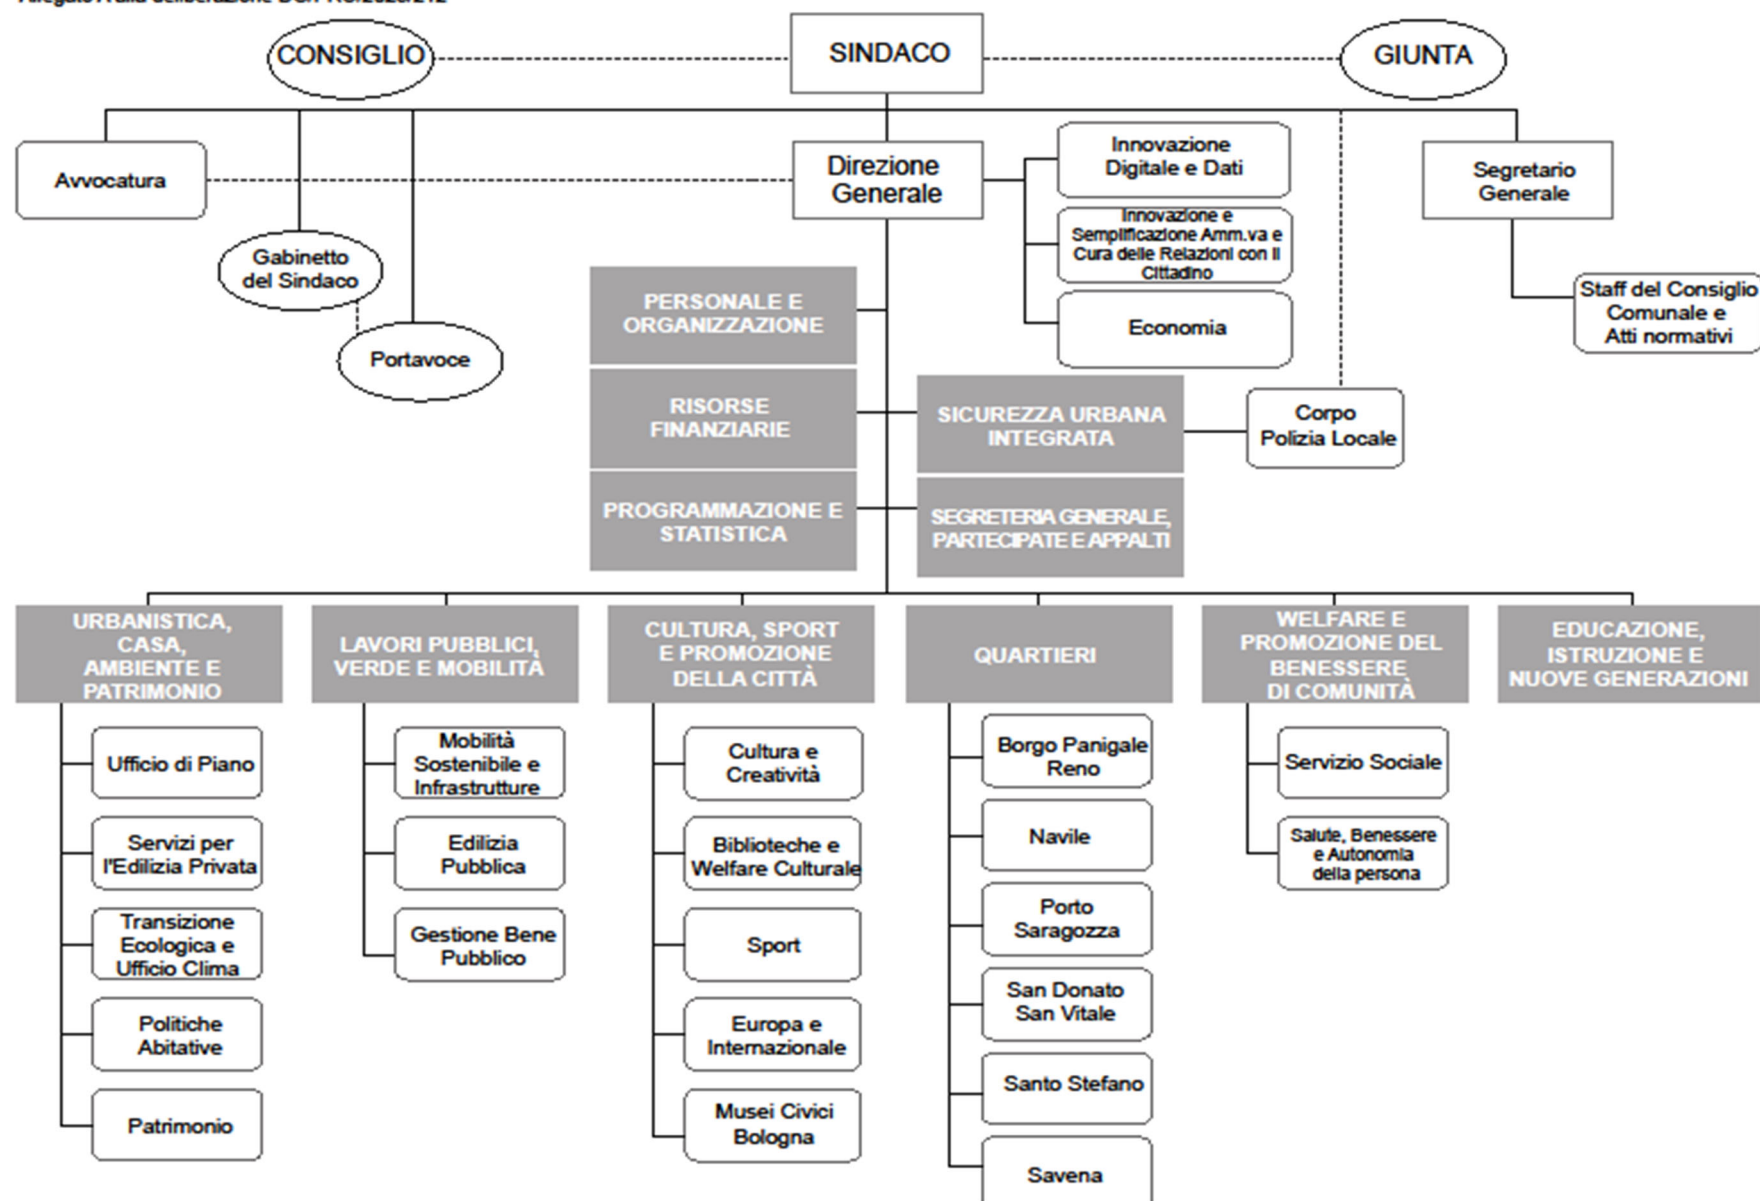 CONSIGLIO
SINDACO
GIUNTA
Avvocatura
Direzione
Generale
Innovazione
Digitale e Dati
Segretario
Generale
Innovazione e
Semplificazione Amm.va e
Cura delle Relazioni con il
Cittadino
Gabinetto
del Sindaco
Economia
Staff del Consiglio
Comunale e
Atti normativi
Portavoce
PERSONALE E
ORGANIZZAZIONE
RISORSE
FINANZIARIE
SICUREZZA URBANA
INTEGRATA
Corpo
Polizia Locale
PROGRAMMAZIONE E
STATISTICA
SEGRETERIA GENERALE,
PARTECIPATE E APPALTI
URBANISTICA,
CASA,
AMBIENTE E
PATRIMONIO
Ufficio di Piano
Servizi per
l'Edilizia Privata
Transizione
Ecologica e
Ufficio Clima
Politiche
Abitative
Patrimonio
LAVORI PUBBLICI,
VERDE E MOBILITÀ
Mobilità
Sostenibile e
Infrastrutture
Edilizia
Pubblica
Gestione Bene
Pubblico
CULTURA, SPORT
E PROMOZIONE
DELLA CITTÀ
Cultura e
Creatività
Biblioteche e
Welfare Culturale
Sport
Europa e
Internazionale
Musei Civici
Bologna
QUARTIERI
Borgo Panigale
Reno
Navile
Porto
Saragozza
San Donato
San Vitale
Santo Stefano
Savena
WELFARE E
PROMOZIONE DEL
BENESSERE
DI COMUNITÀ
Servizio Sociale
Salute, Benessere
e Autonomia
della persona
EDUCAZIONE,
ISTRUZIONE E
NUOVE GENERAZIONI